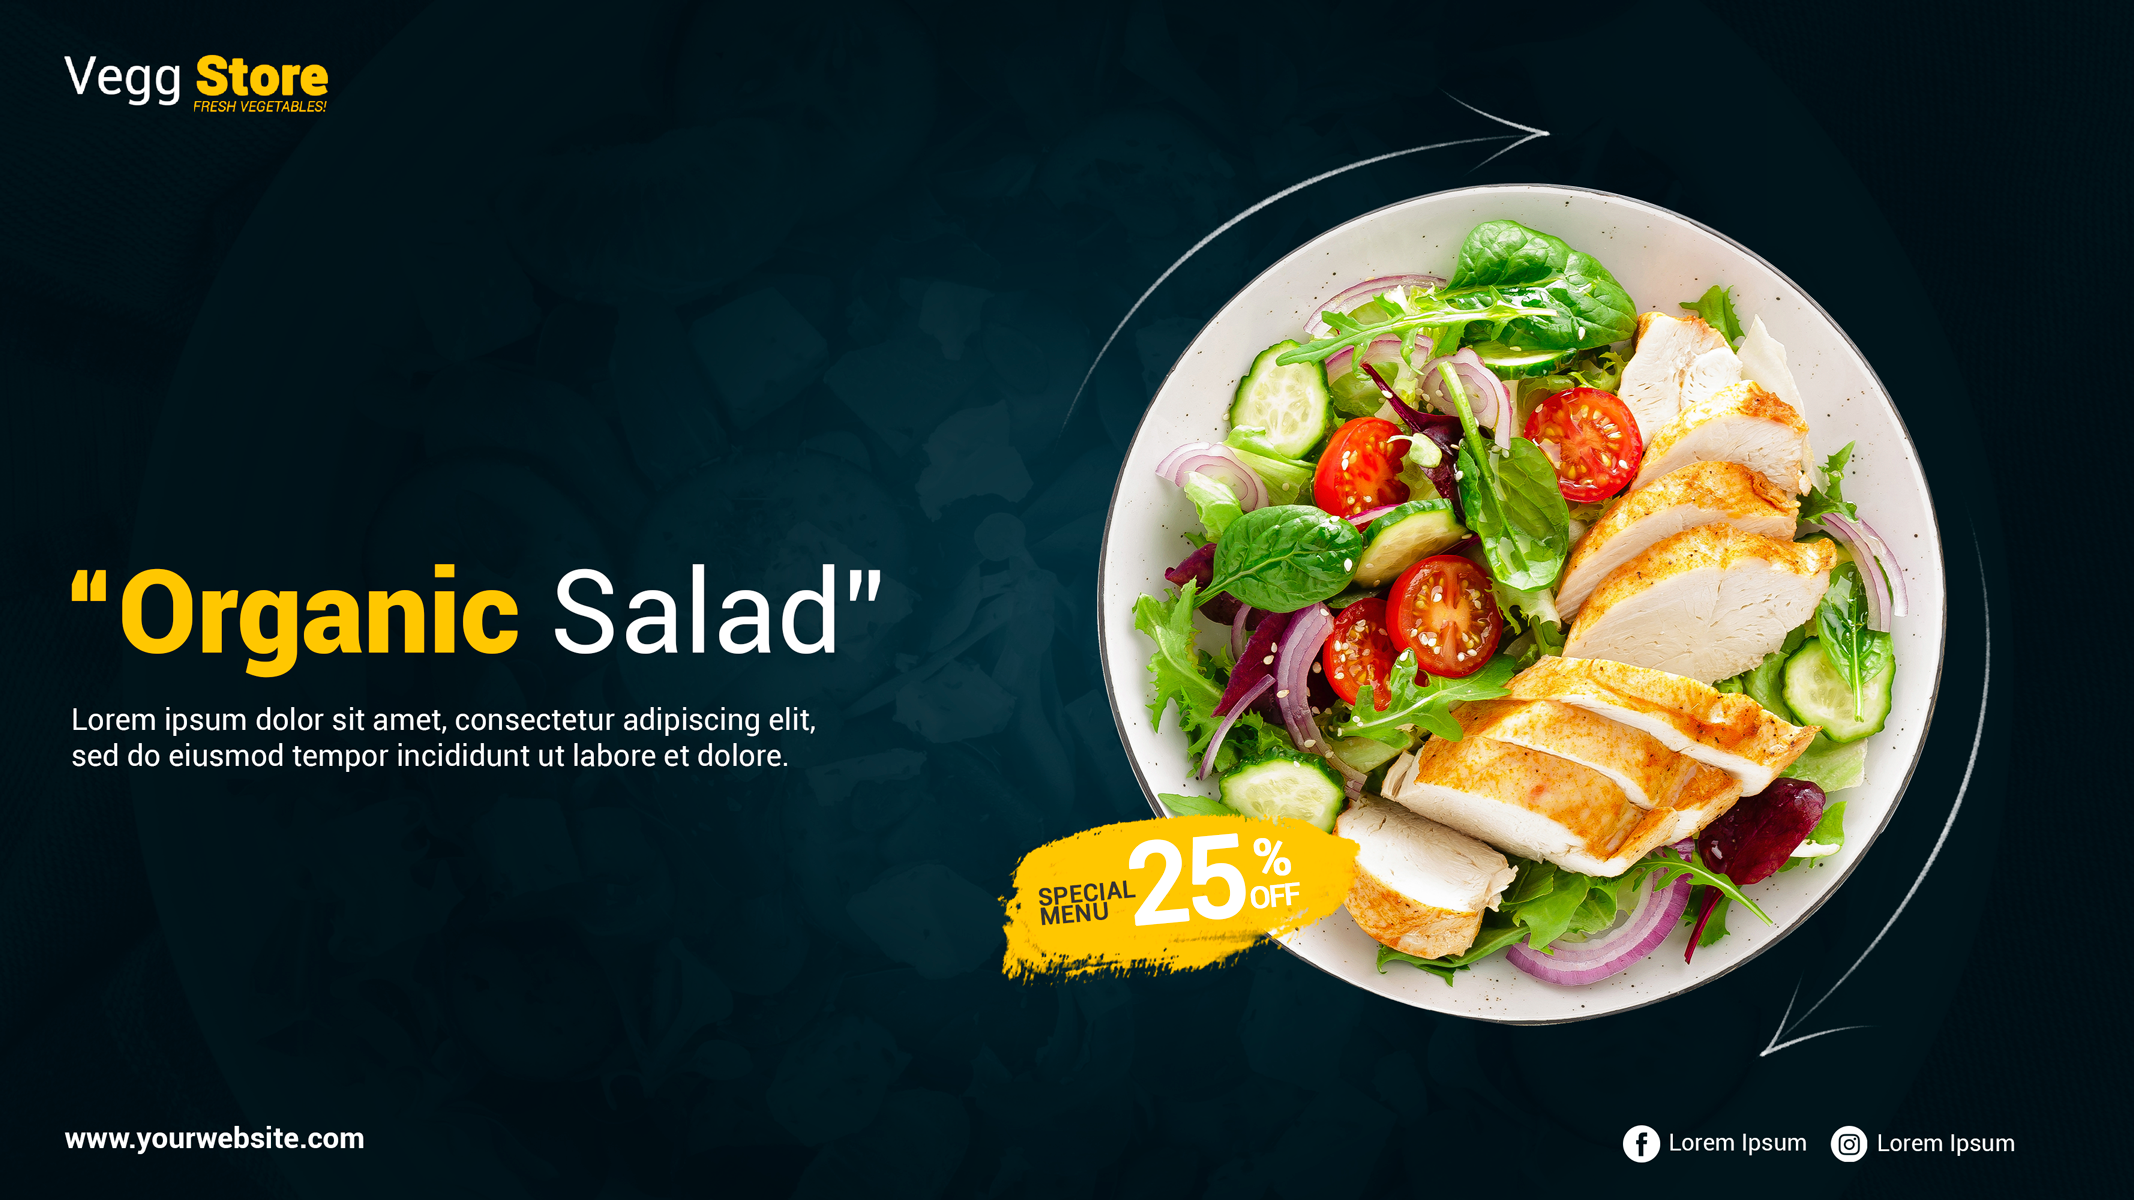 Vegg Store
FRESH VEGETABLES!
“Organic Salad”
Lorem ipsum dolor sit amet, consectetur adipiscing elit,
sed do eiusmod tempor incididunt ut labore et dolore.
SPECIAL
MENU
25%
OFF
www.yourwebsite.com
Lorem Ipsum
Lorem Ipsum